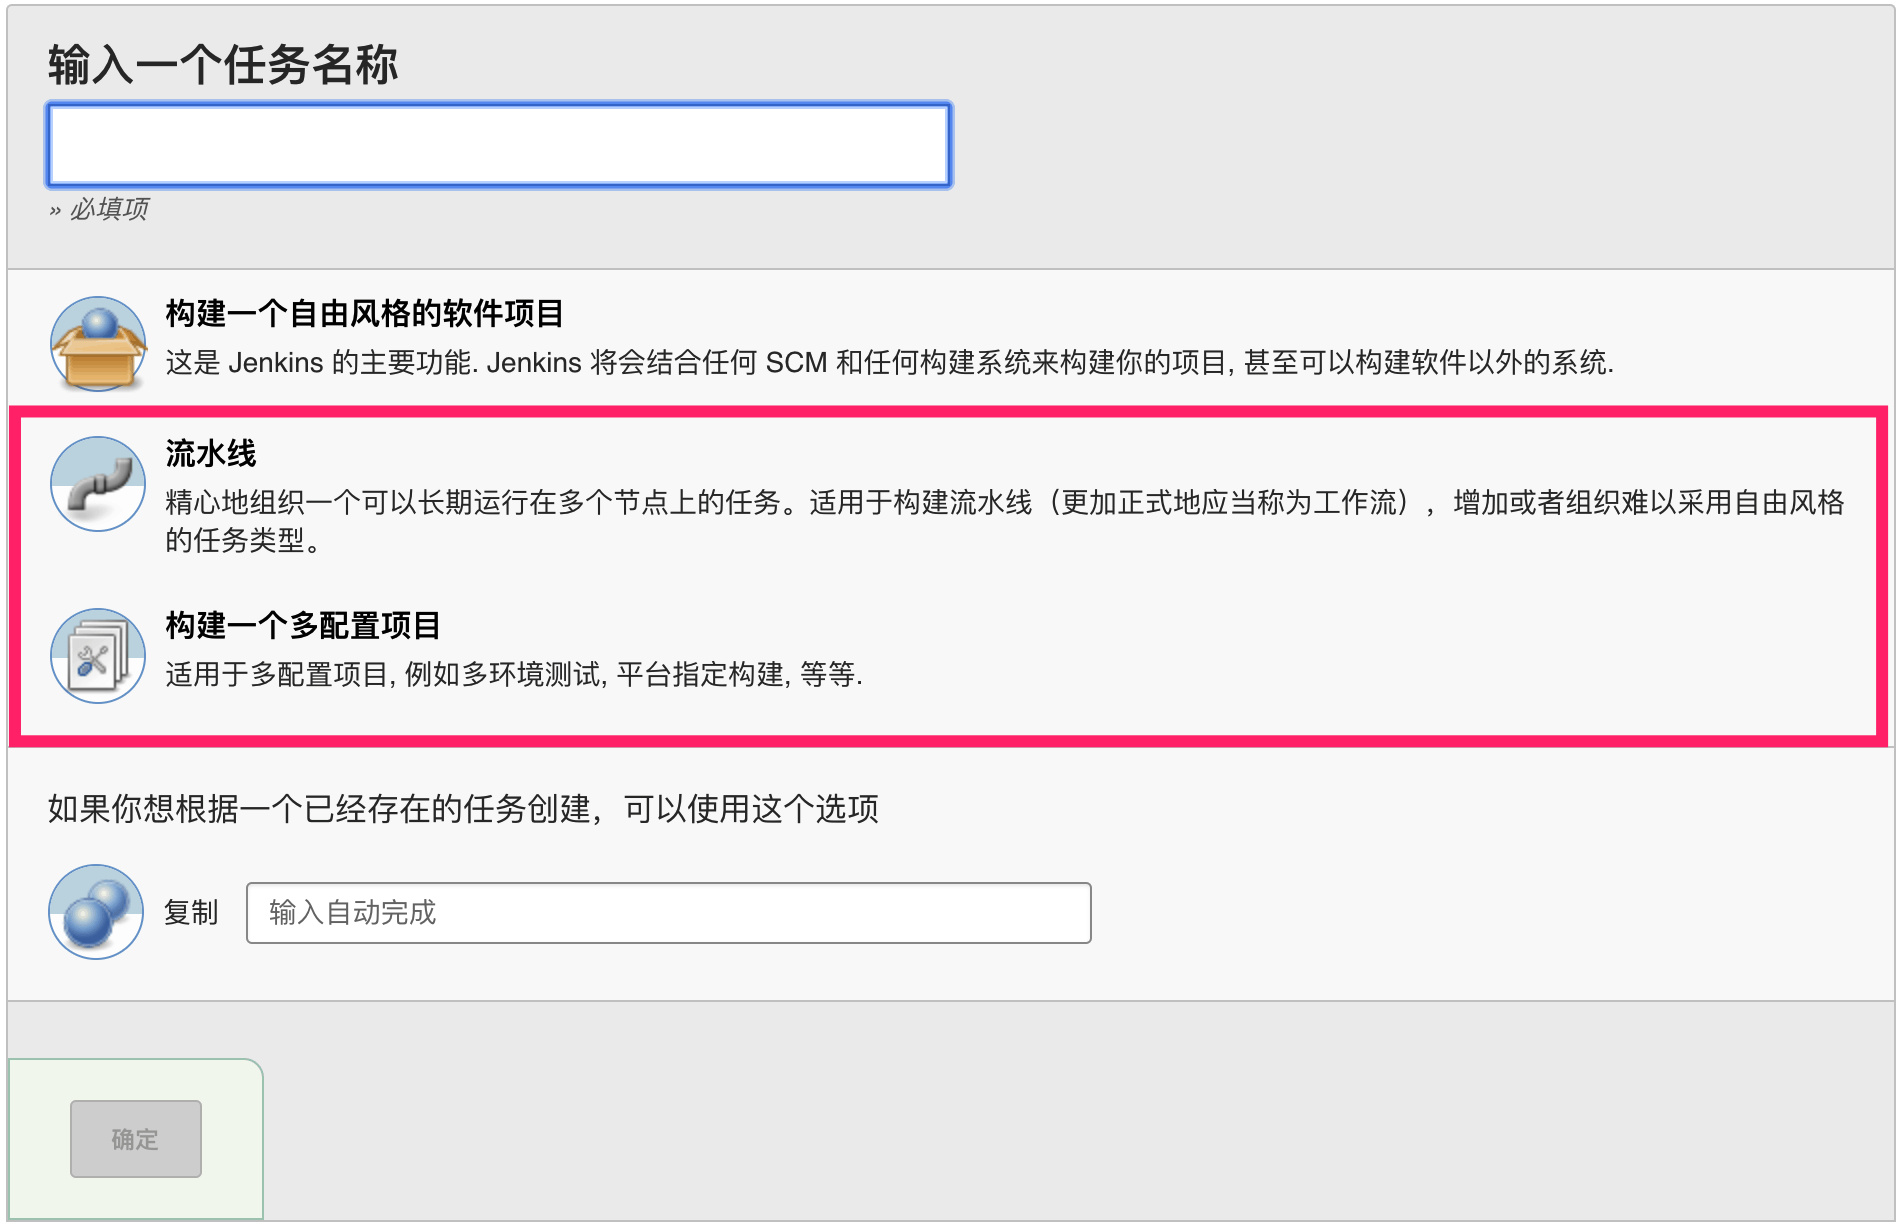 输入一个任务名称
» 必填项
构建一个自由风格的软件项目
这是 Jenkins 的主要功能. Jenkins 将会结合任何 SCM 和任何构建系统来构建你的项目, 甚至可以构建软件以外的系统.
流水线
精心地组织一个可以长期运行在多个节点上的任务。适用于构建流水线（更加正式地应当称为工作流），增加或者组织难以采用自由风格
的任务类型。
构建一个多配置项目
适用于多配置项目, 例如多环境测试, 平台指定构建, 等等.
如果你想根据一个已经存在的任务创建，可以使用这个选项
复制 输入自动完成
确定